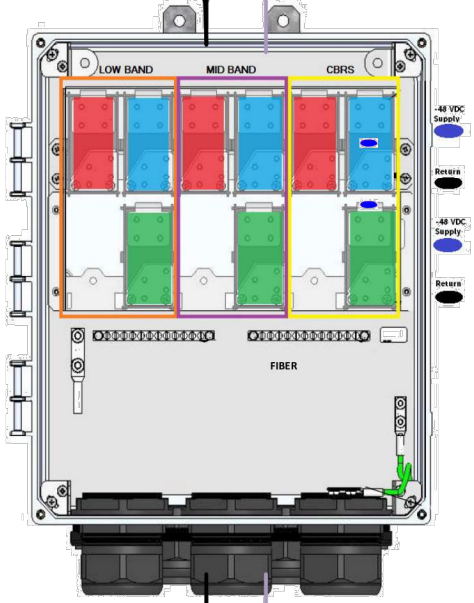 LOW BAND
MID BAND
CBRS
-48 VDC
Supply
Return
-48 VDC
Supply
Return
FIBER